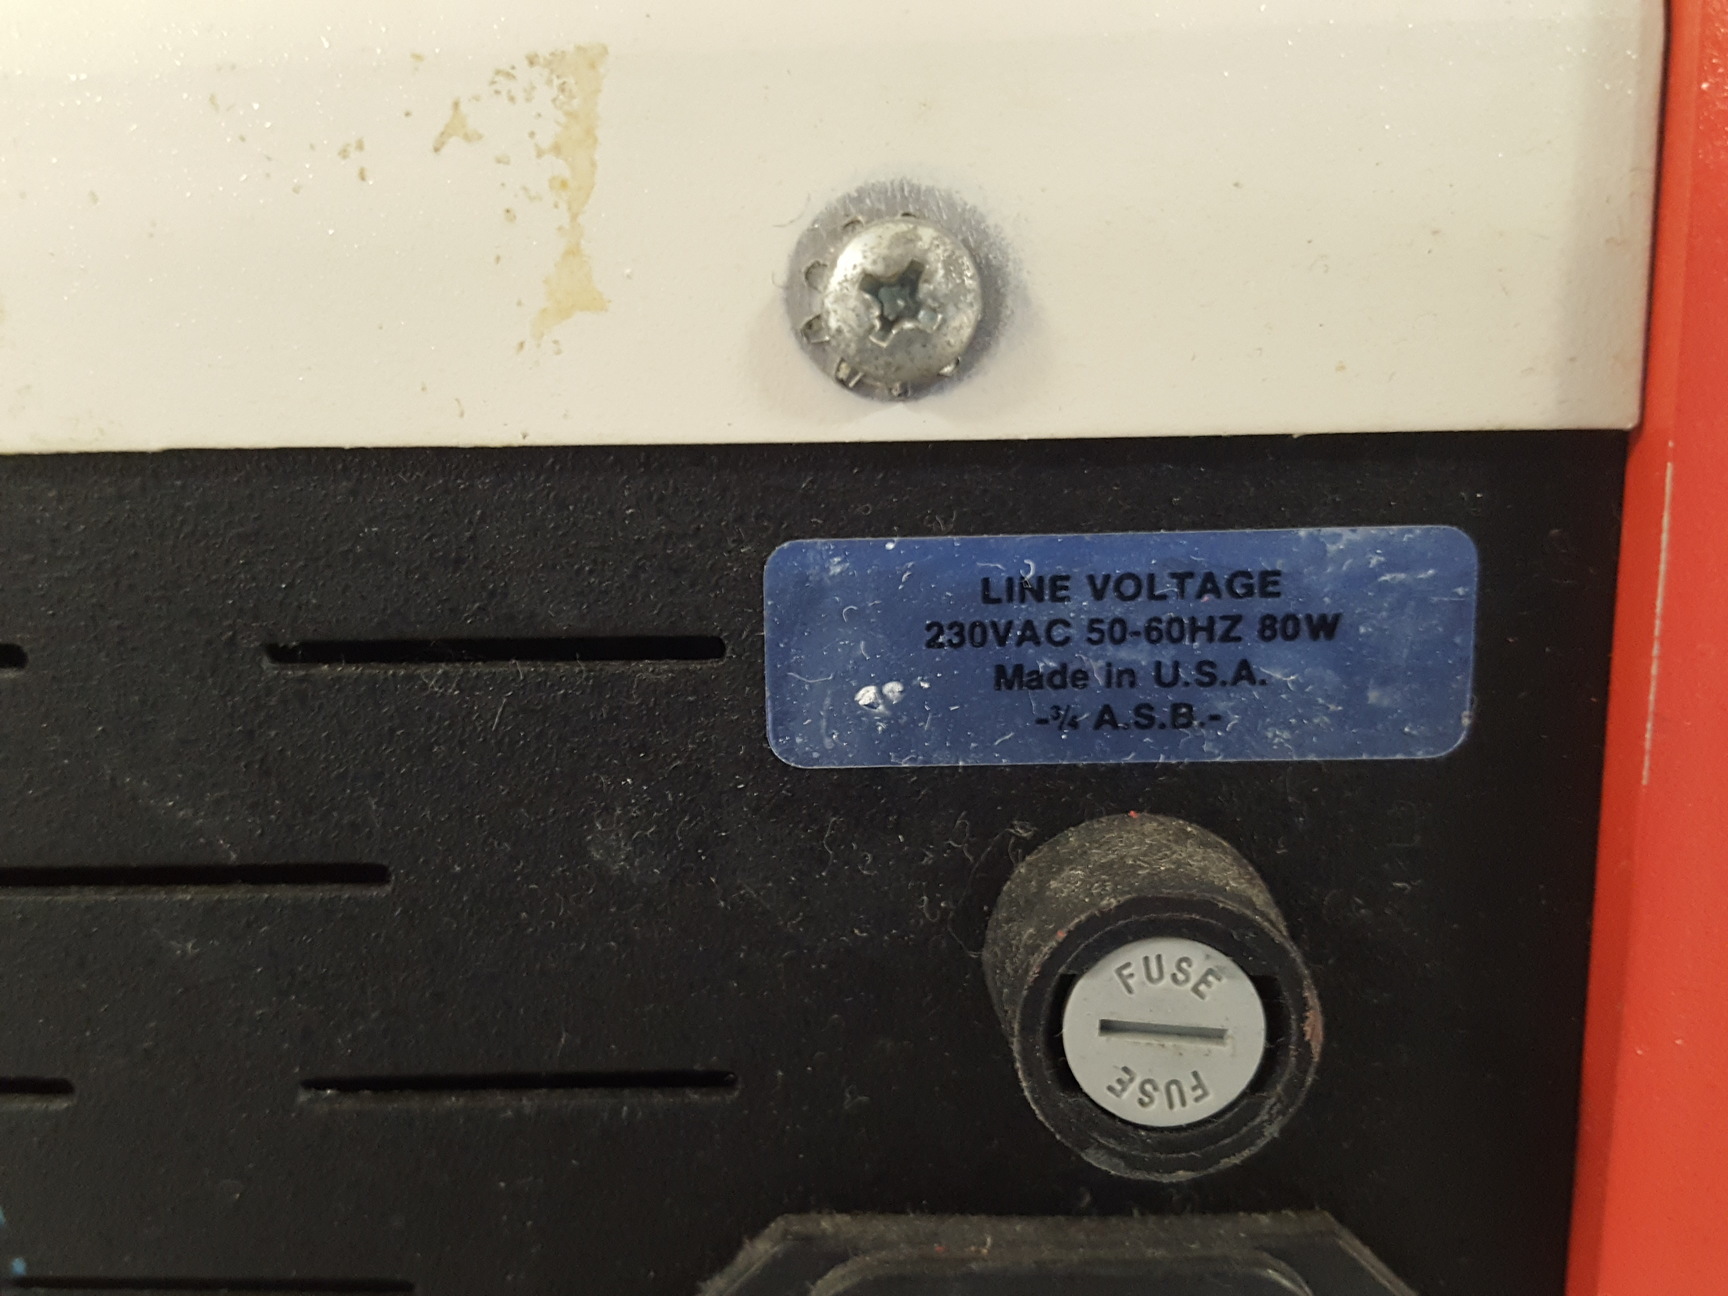 LINE VOLTAGE
230VAC 50-60HZ 80W
Made in U.S.A.
-¾ A.S.B.-
FUSE
FUSE